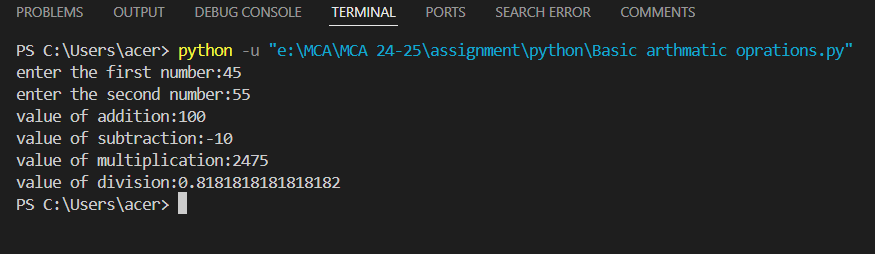 PROBLEMS OUTPUT DEBUG CONSOLE TERMINAL PORTS SEARCH ERROR COMMENTS
PS C:\Users\acer> python -u "e:\MCA\MCA 24-25\assignment\python\Basic arthmatic oprations.py"
enter the first number:45
enter the second number:55
value of addition:100
value of subtraction:-10
value of multiplication:2475
value of division:0.8181818181818182
PS C:\Users\acer>